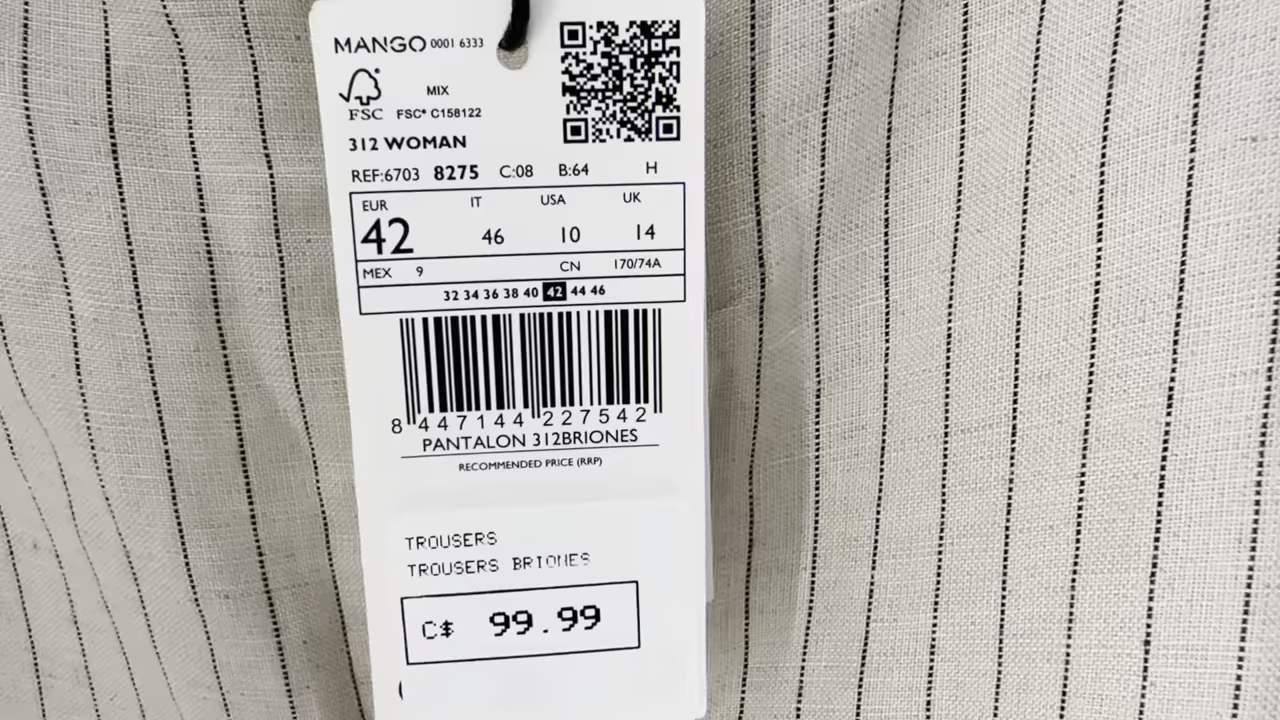 MANGO 0001 6333
MIX
FSC FSC® C158122
312 WOMAN
REF:6703 8275 C:08 B:64 H
EUR IT USA UK
42 46 10 14
MEX 9 CN 170/74A
32 34 36 38 40 42 44 46
8 447144 227542
PANTALON 312BRIONES
RECOMMENDED PRICE (RRP)
TROUSERS
TROUSERS BRIONES
C$ 99.99